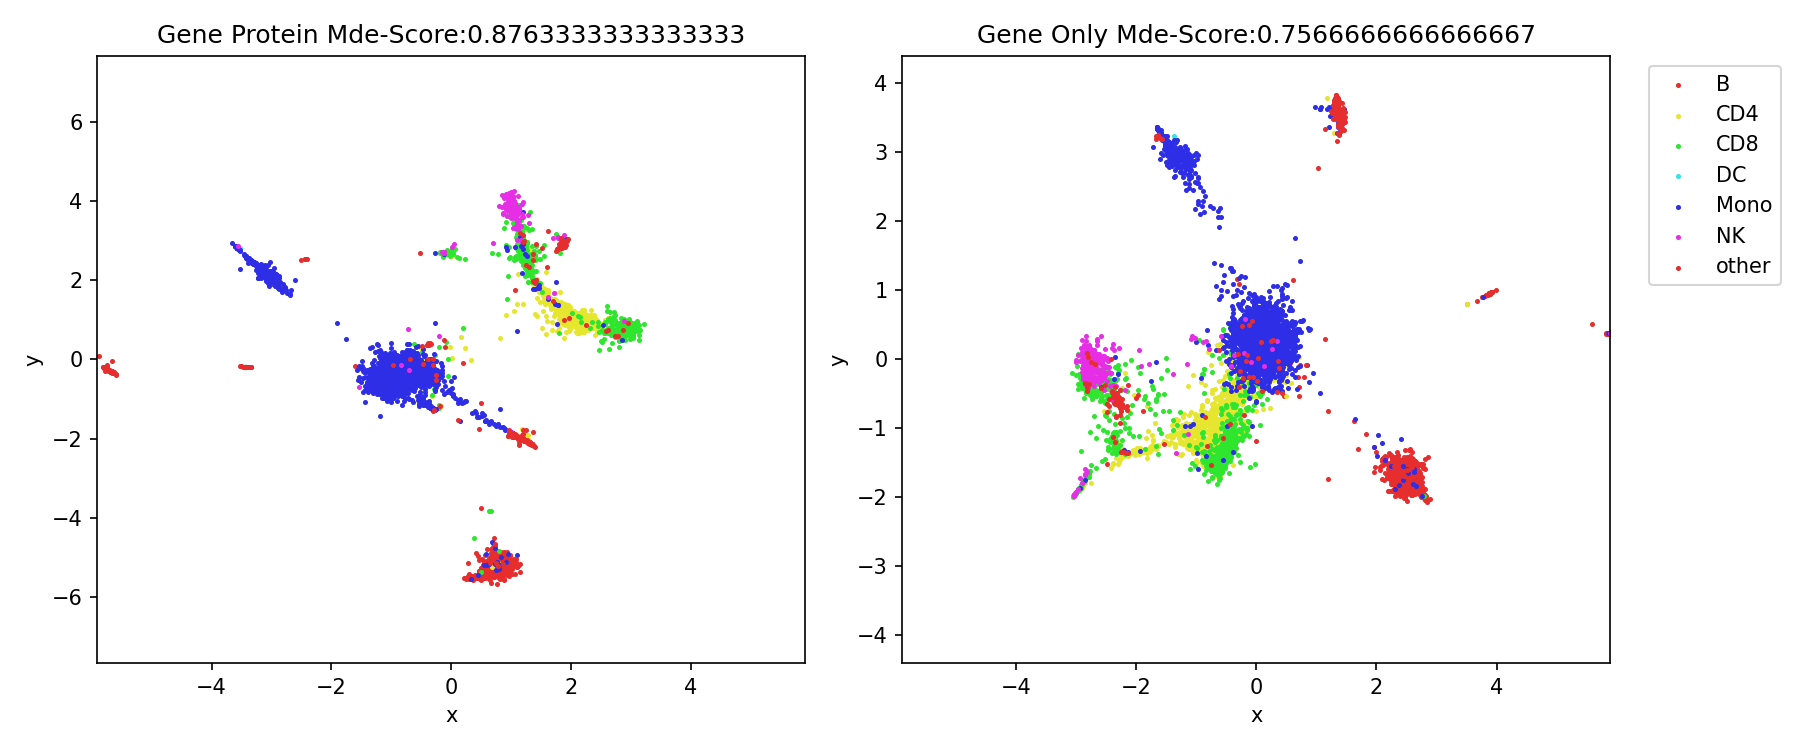 Gene Protein Mde-Score:0.8763333333333333
6
4
2
0
−2
−4
−6
y
−4 −2 0 2 4
x
Gene Only Mde-Score:0.7566666666666667
4
3
2
1
0
−1
−2
−3
−4
y
−4 −2 0 2 4
x
B
CD4
CD8
DC
Mono
NK
other